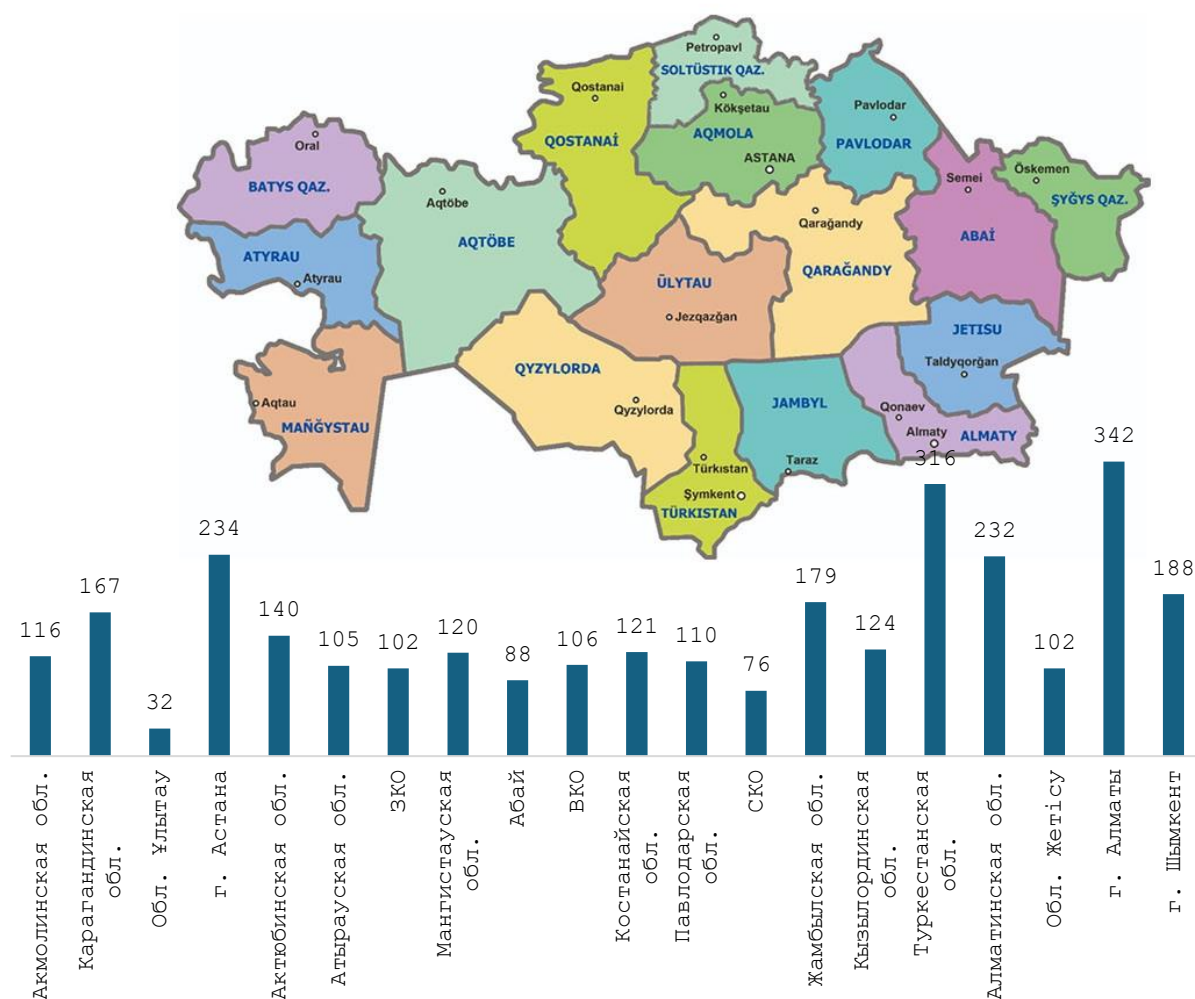 Petropavl
SOLTÜSTIK QAZ.
Qostanai
Kökşetau
Pavlodar
QOSTANAİ
AQMOLA
PAVLODAR
Oral
ASTANA
Semei
Öskemen
BATYS QAZ.
Aqtöbe
ŞYĞYS QAZ.
Qarağandy
ABAİ
AQTÖBE
ATYRAU
Atyrau
ŪLYTAU
QARAĞANDY
Jezqazğan
JETISU
Taldyqorğan
QYZYLORDA
Aqtau
Qyzylorda
JAMBYL
Qonaev
MAÑĞYSTAU
Almaty
ALMATY
Türkıstan
Taraz
Şymkent
TÜRKISTAN
116
167
32
234
140
105
102
120
88
106
121
110
76
179
124
316
232
102
342
188
Акмолинская обл.
Карагандинская
обл.
Обл. Ұлытау
г. Астана
Актюбинская обл.
Атырауская обл.
ЗКО
Мангистауская
обл.
Абай
ВКО
Костанайская
обл.
Павлодарская
обл.
СКО
Жамбылская обл.
Кызылординская
обл.
Туркестанская
обл.
Алматинская обл.
Обл. Жетісу
г. Алматы
г. Шымкент